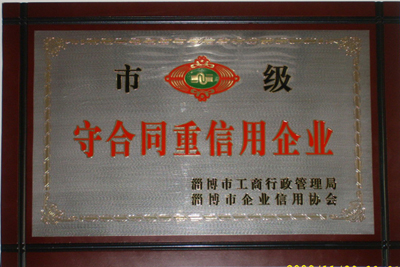 市 级
守合同重信用企业
淄博市工商行政管理局
淄博市企业信用协会